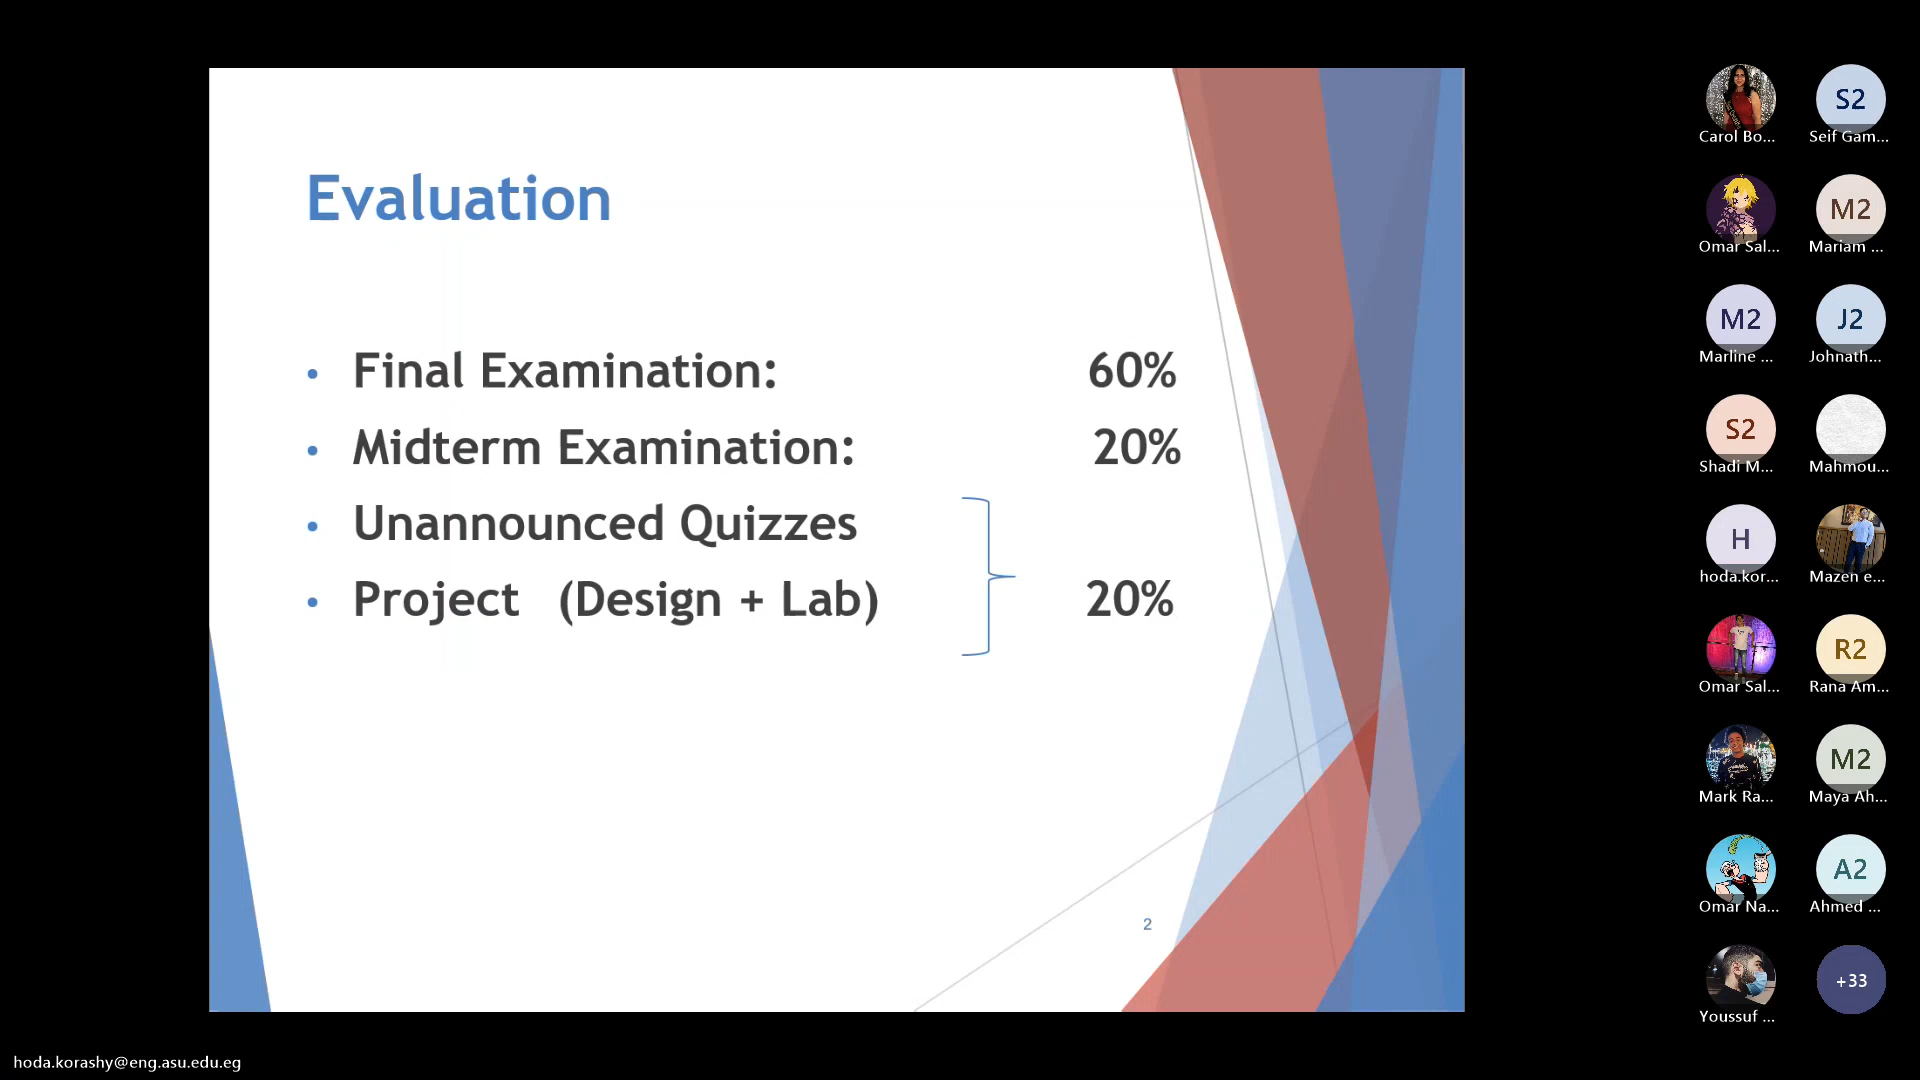 Evaluation
• Final Examination: 60%
• Midterm Examination: 20%
• Unannounced Quizzes
• Project (Design + Lab) 20%
2
Carol Bo...
S2
Seif Gam...
Omar Sal...
M2
Mariam ...
M2
Marline ...
J2
Johnath...
S2
Shadi M...
Mahmou...
H
hoda.kor...
Mazen e...
Omar Sal...
R2
Rana Am...
Mark Ra...
M2
Maya Ah...
Omar Na...
A2
Ahmed ...
Youssuf ...
+33
hoda.korashy@eng.asu.edu.eg